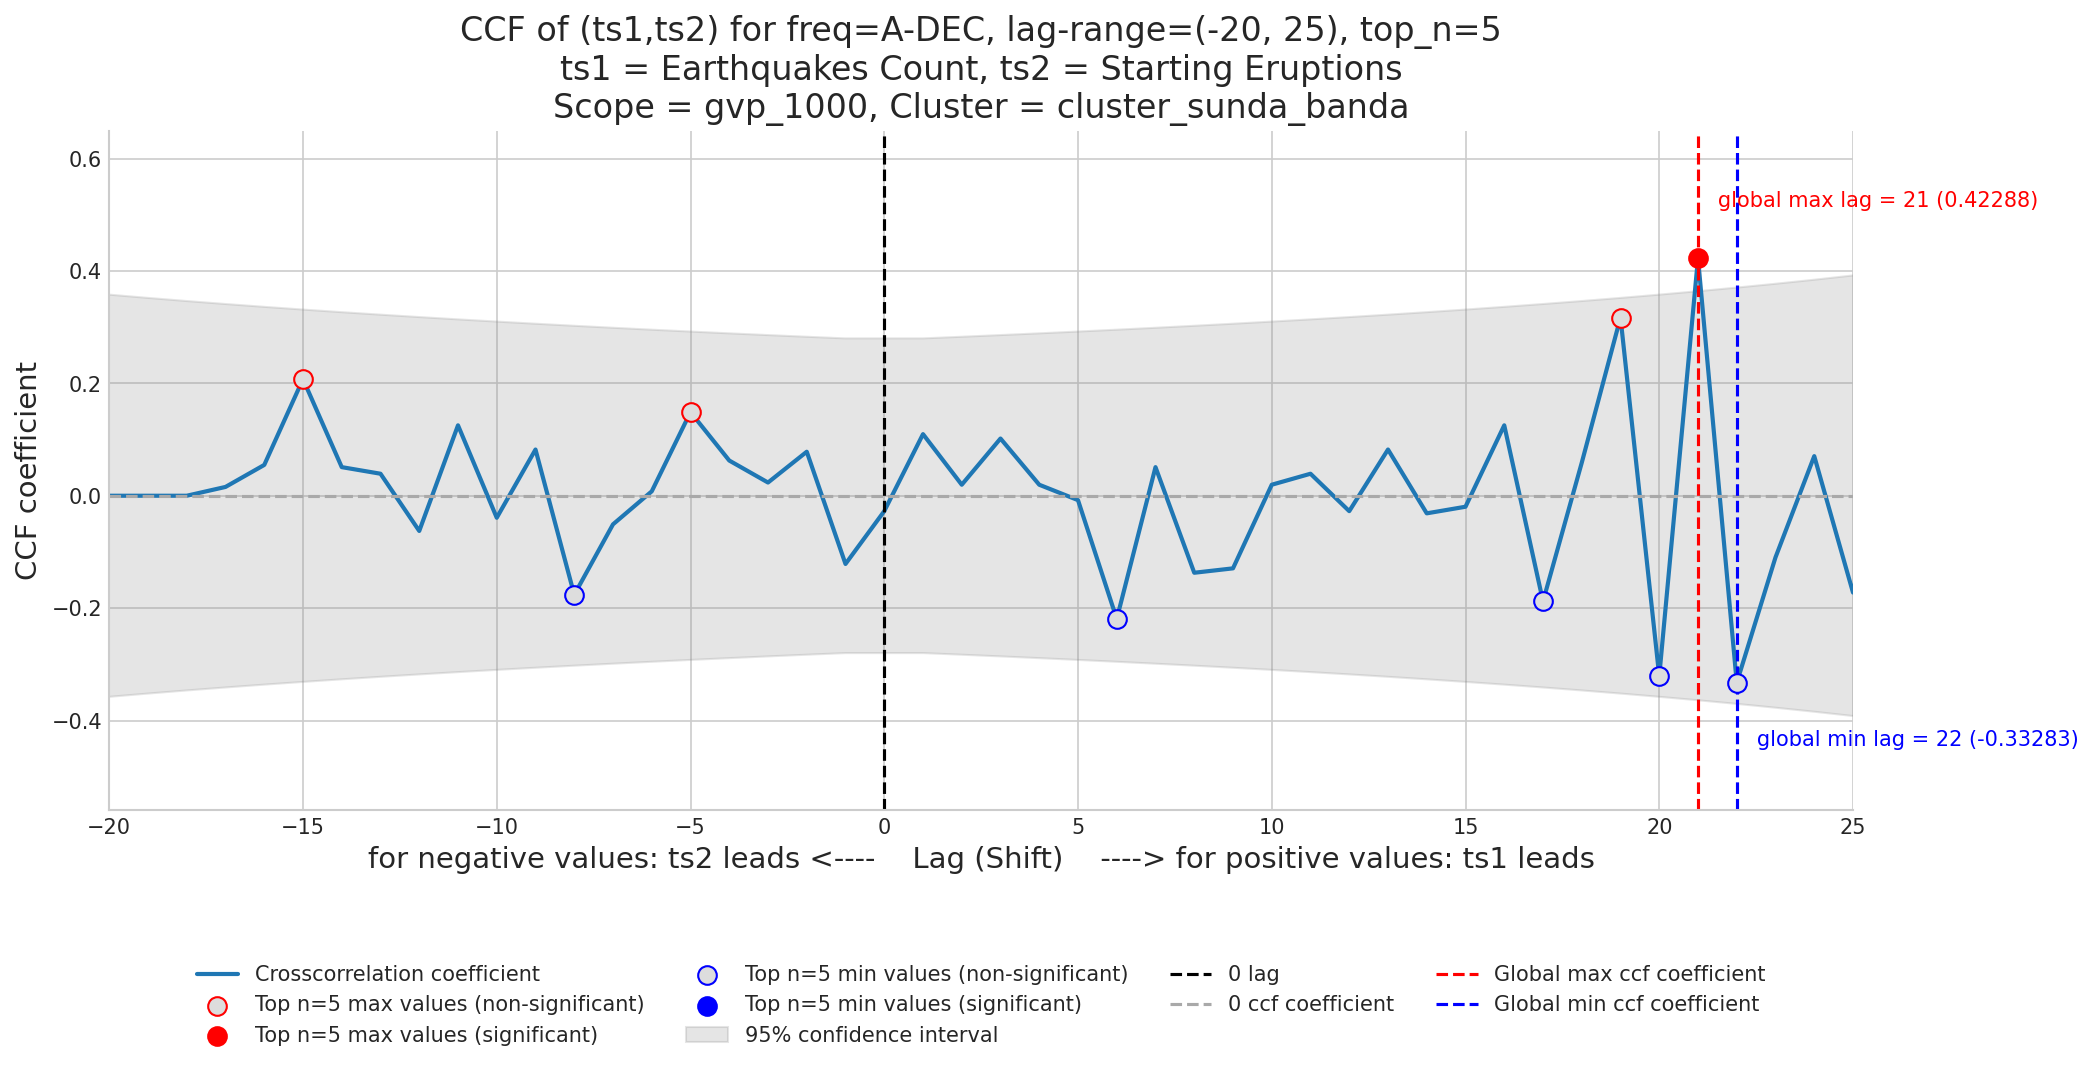 CCF of (ts1,ts2) for freq=A-DEC, lag-range=(-20, 25), top_n=5
ts1 = Earthquakes Count, ts2 = Starting Eruptions
Scope = gvp_1000, Cluster = cluster_sunda_banda
CCF coefficient
0.6
0.4
0.2
0.0
−0.2
−0.4
global max lag = 21 (0.42288)
global min lag = 22 (-0.33283)
−20
−15
−10
−5
0
5
10
15
20
25
for negative values: ts2 leads <---- Lag (Shift) ----> for positive values: ts1 leads
Crosscorrelation coefficient
Top n=5 max values (non-significant)
Top n=5 max values (significant)
Top n=5 min values (non-significant)
Top n=5 min values (significant)
95% confidence interval
0 lag
0 ccf coefficient
Global max ccf coefficient
Global min ccf coefficient